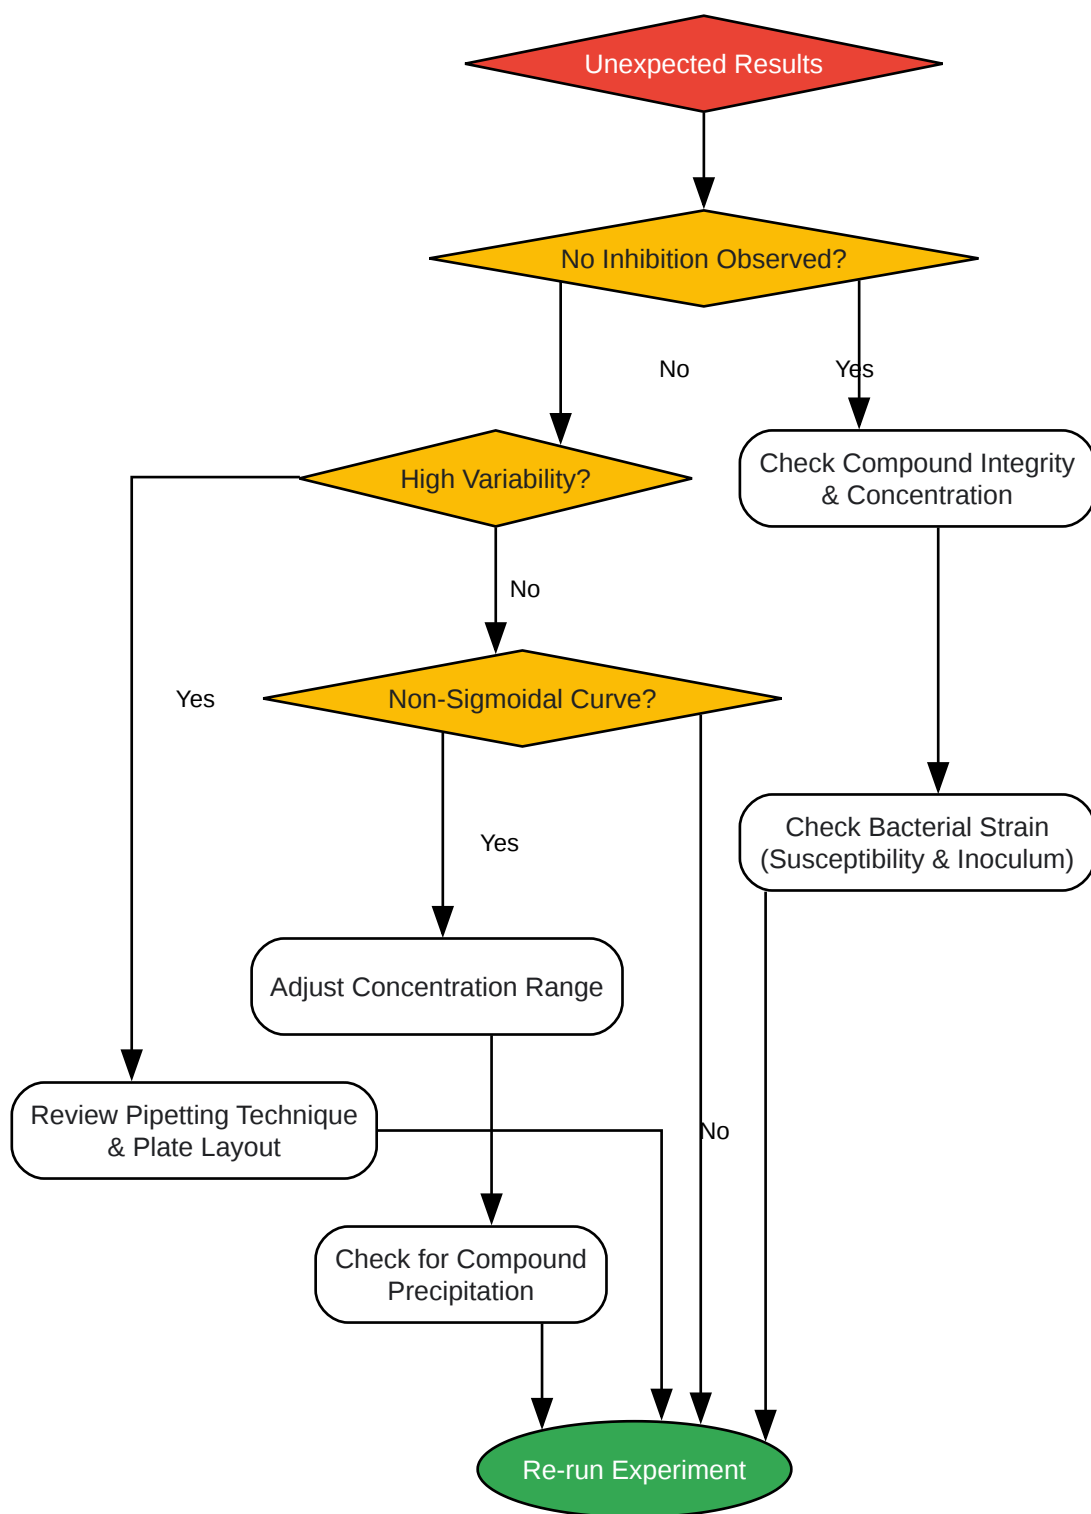 Unexpected Results
No Inhibition Observed?
No
Yes
High Variability?
Check Compound Integrity
& Concentration
No
Yes
Non-Sigmoidal Curve?
Yes
Check Bacterial Strain
(Susceptibility & Inoculum)
Adjust Concentration Range
Review Pipetting Technique
& Plate Layout
No
Check for Compound
Precipitation
Re-run Experiment